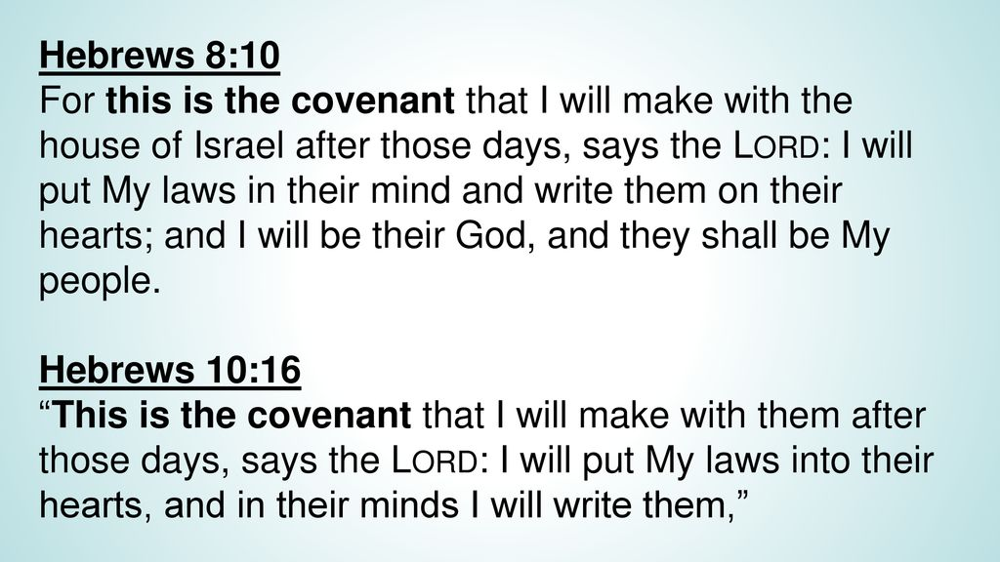 Hebrews 8:10
For this is the covenant that I will make with the
house of Israel after those days, says the LORD: I will
put My laws in their mind and write them on their
hearts; and I will be their God, and they shall be My
people.
Hebrews 10:16
“This is the covenant that I will make with them after
those days, says the LORD: I will put My laws into their
hearts, and in their minds I will write them,”